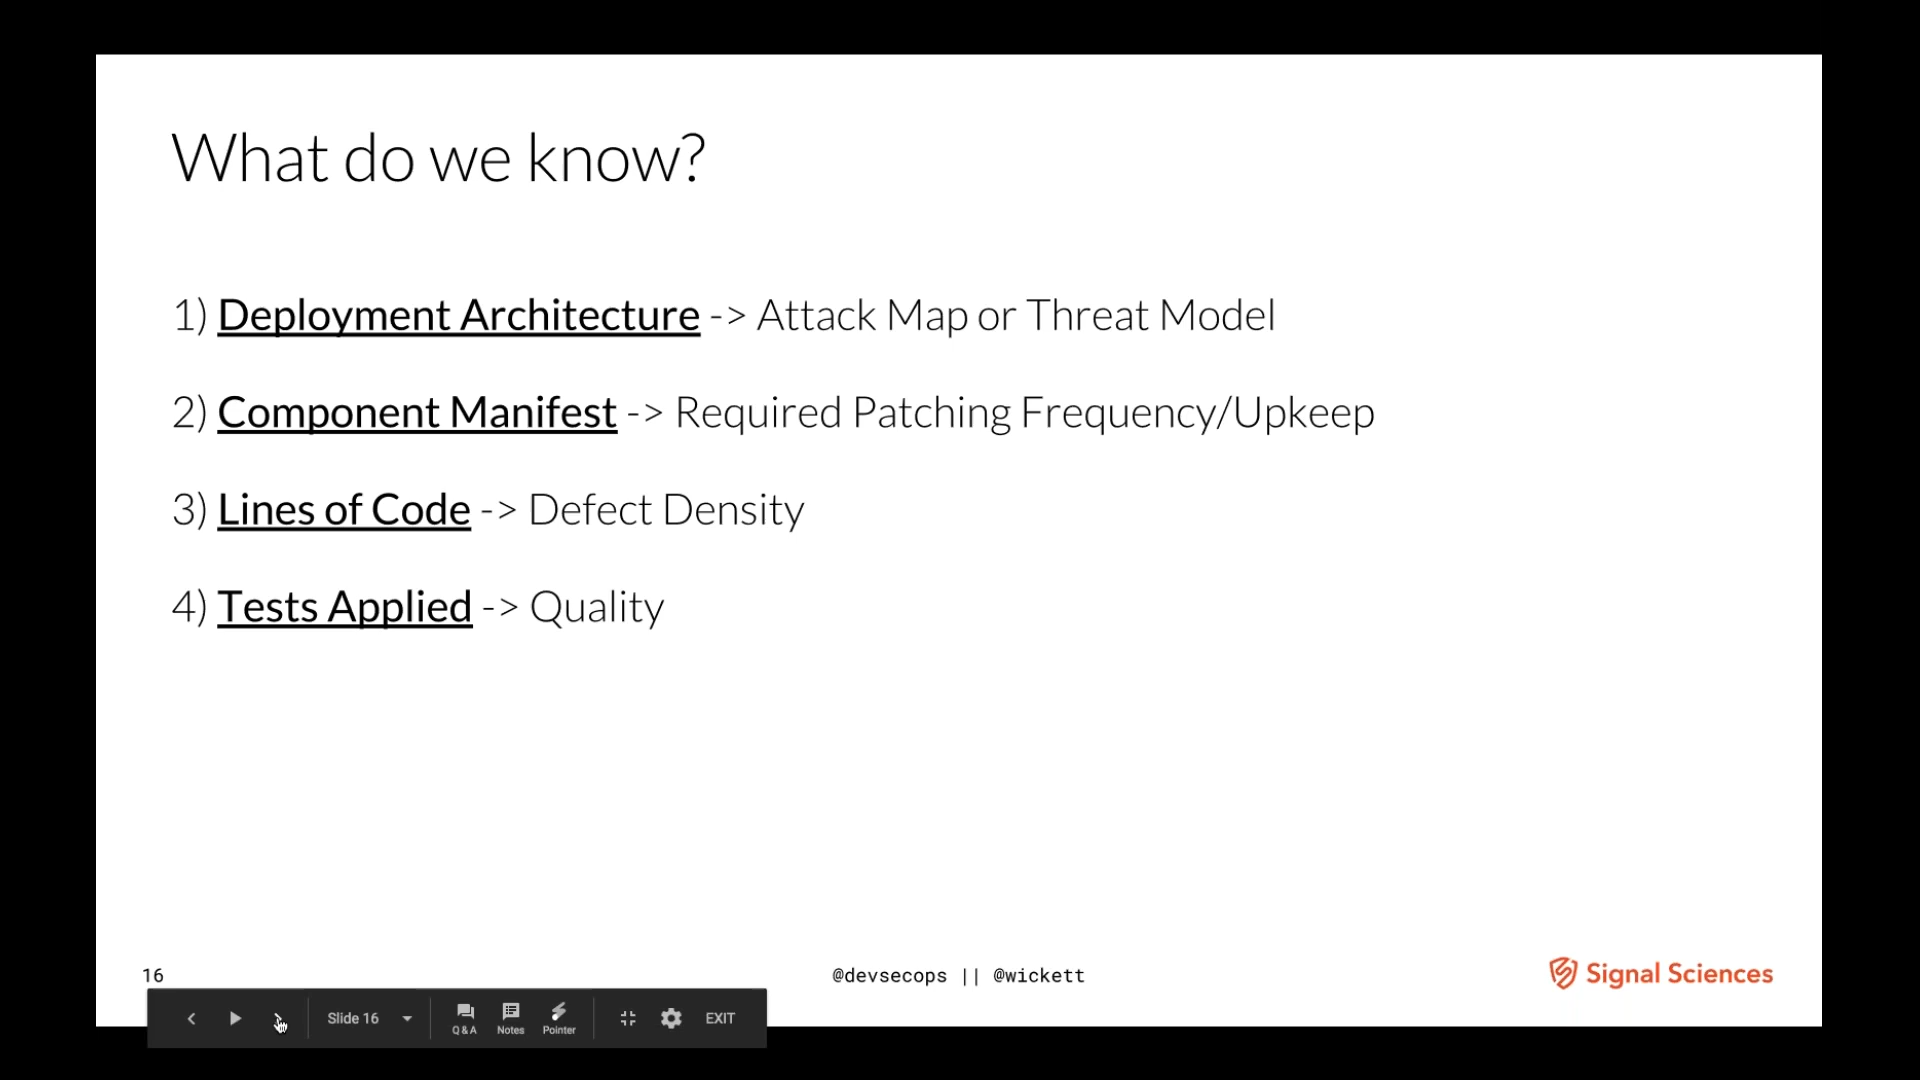 What do we know?
1) Deployment Architecture -> Attack Map or Threat Model
2) Component Manifest -> Required Patching Frequency/Upkeep
3) Lines of Code -> Defect Density
4) Tests Applied -> Quality
16
@devsecops || @wickett
Signal Sciences
Slide 16
Q&A
Notes
Pointer
EXIT